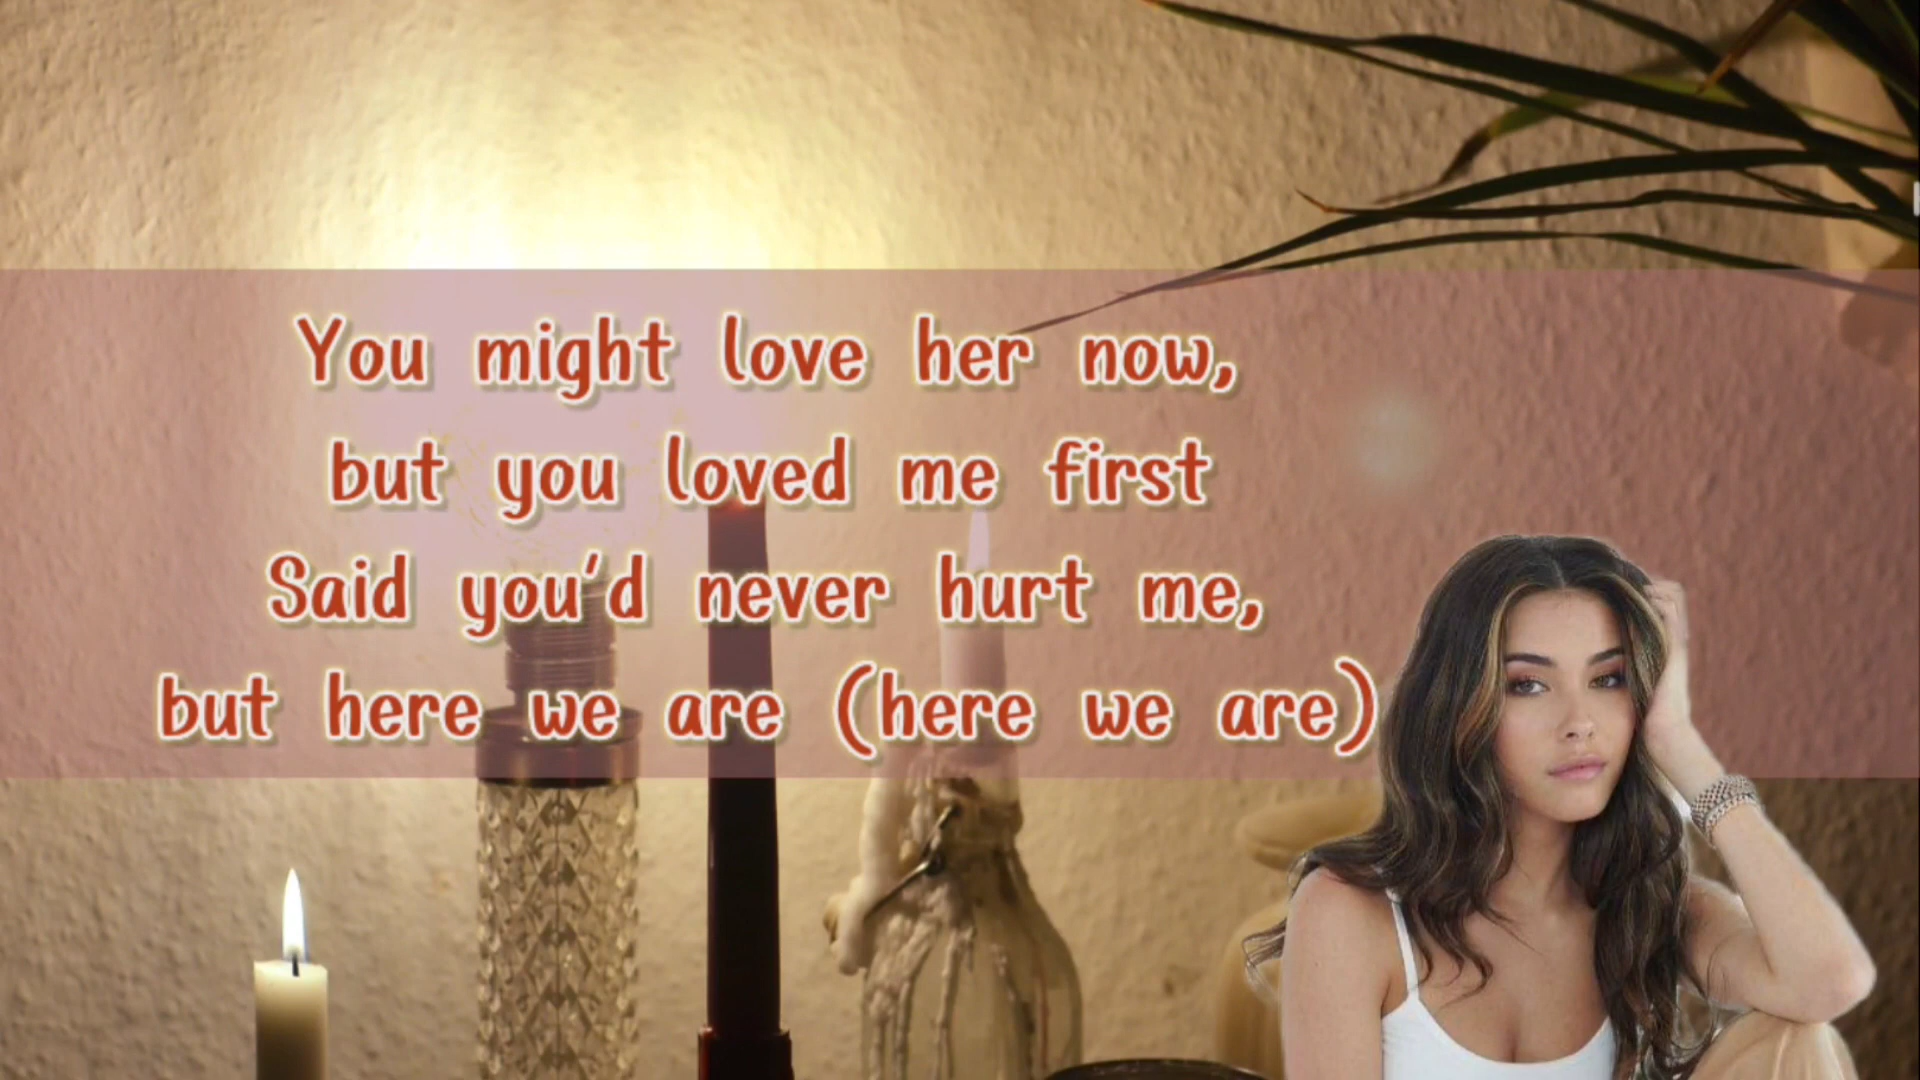 You might love her now,
but you loved me first
Said you'd never hurt me,
but here we are (here we are)